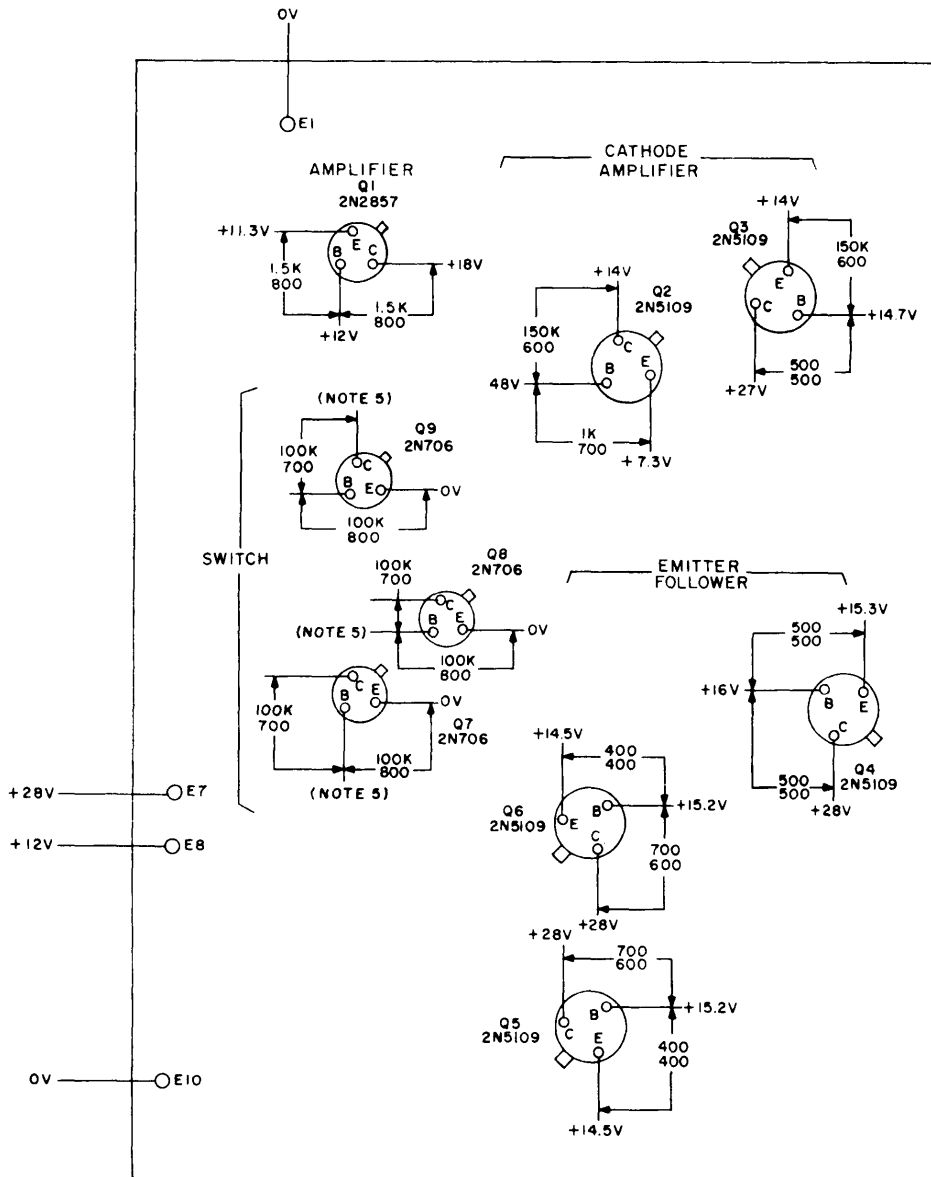 0V
E1
AMPLIFIER
Q1
2N2857
+11.3V
E
B
C
+18V
1.5K
800
1.5K
800
+12V
CATHODE
AMPLIFIER
+14V
Q3
2N5109
E
C
B
150K
600
+14.7V
500
500
+27V
+14V
Q2
2N5109
C
E
B
150K
600
48V
1K
700
+7.3V
SWITCH
(NOTE 5)
Q9
2N706
C
B
E
0V
100K
700
100K
800
Q8
2N706
100K
700
C
B
E
(NOTE 5)
0V
100K
800
C
B
E
0V
Q7
2N706
100K
700
100K
800
(NOTE 5)
EMITTER
FOLLOWER
+15.3V
500
500
+16V
B
E
C
500
500
Q4
2N5109
+28V
+14.5V
400
400
Q6
2N5109
B
E
C
+15.2V
700
600
+28V
+28V
700
600
Q5
2N5109
B
C
E
+15.2V
400
400
+14.5V
+28V
E7
+12V
E8
0V
E10